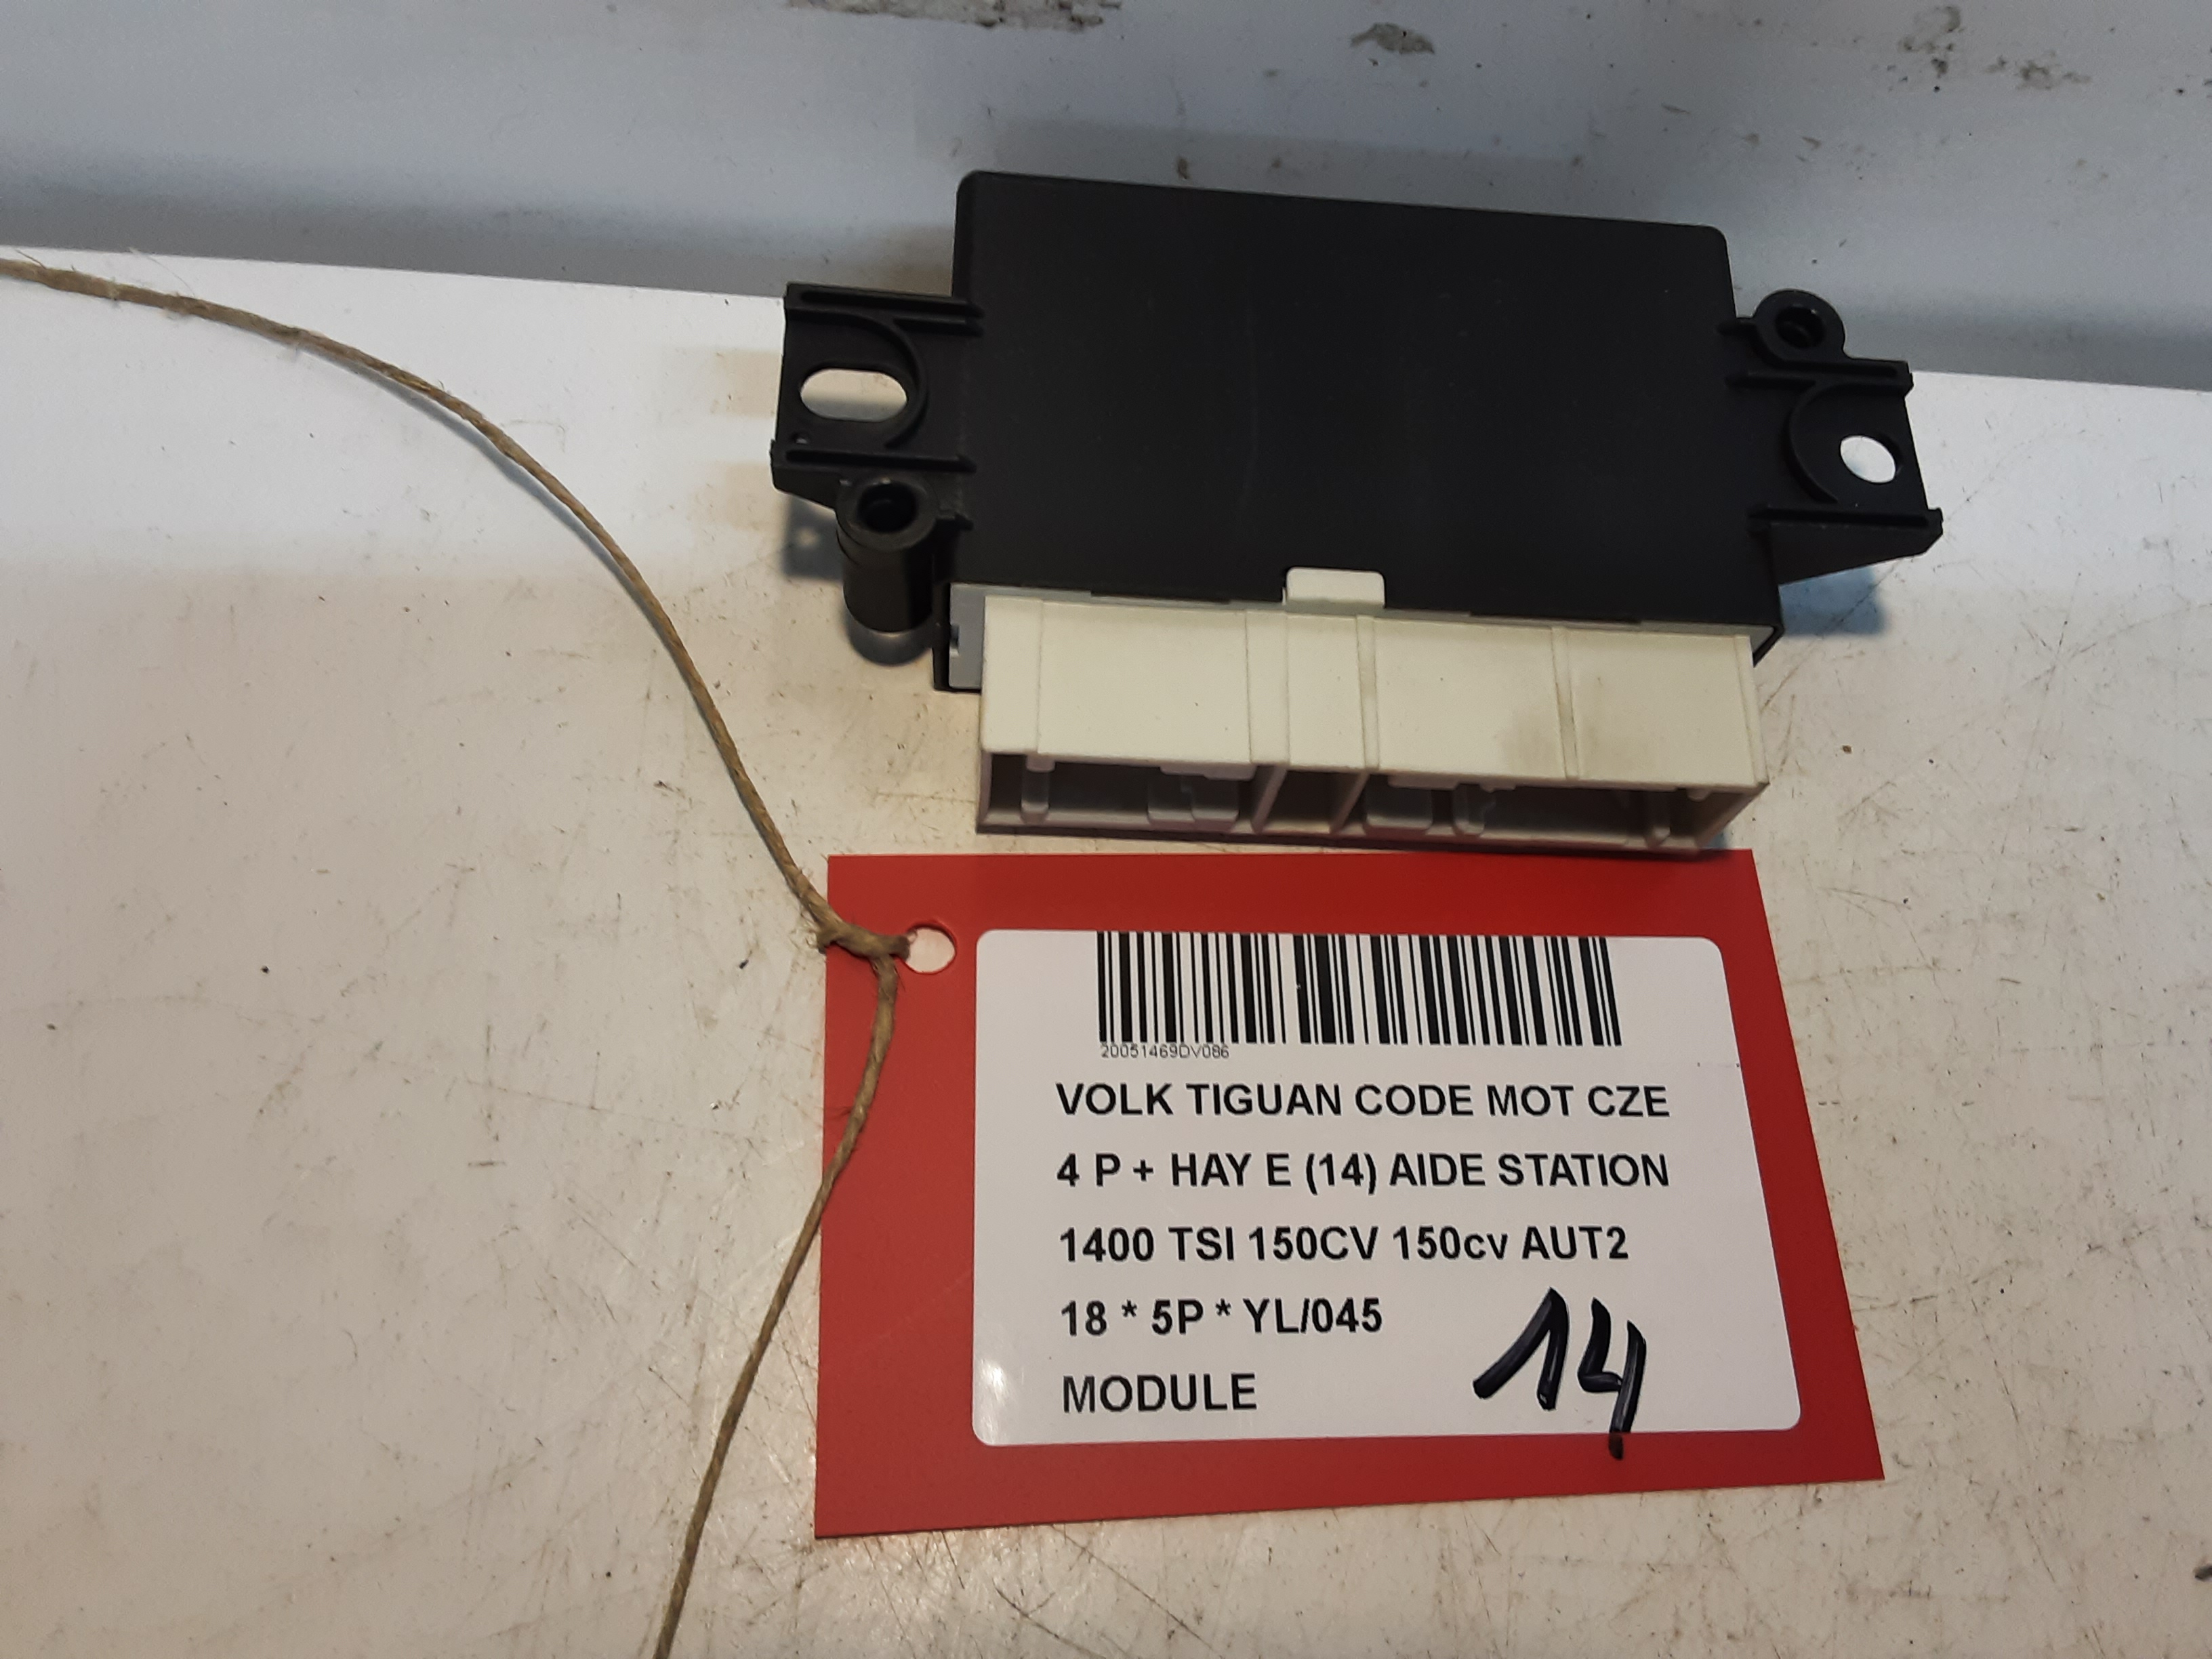 20051469DV086
VOLK TIGUAN CODE MOT CZE
4 P + HAY E (14) AIDE STATION
1400 TSI 150CV 150cv AUT2
18 * 5P * YL/045
MODULE
14